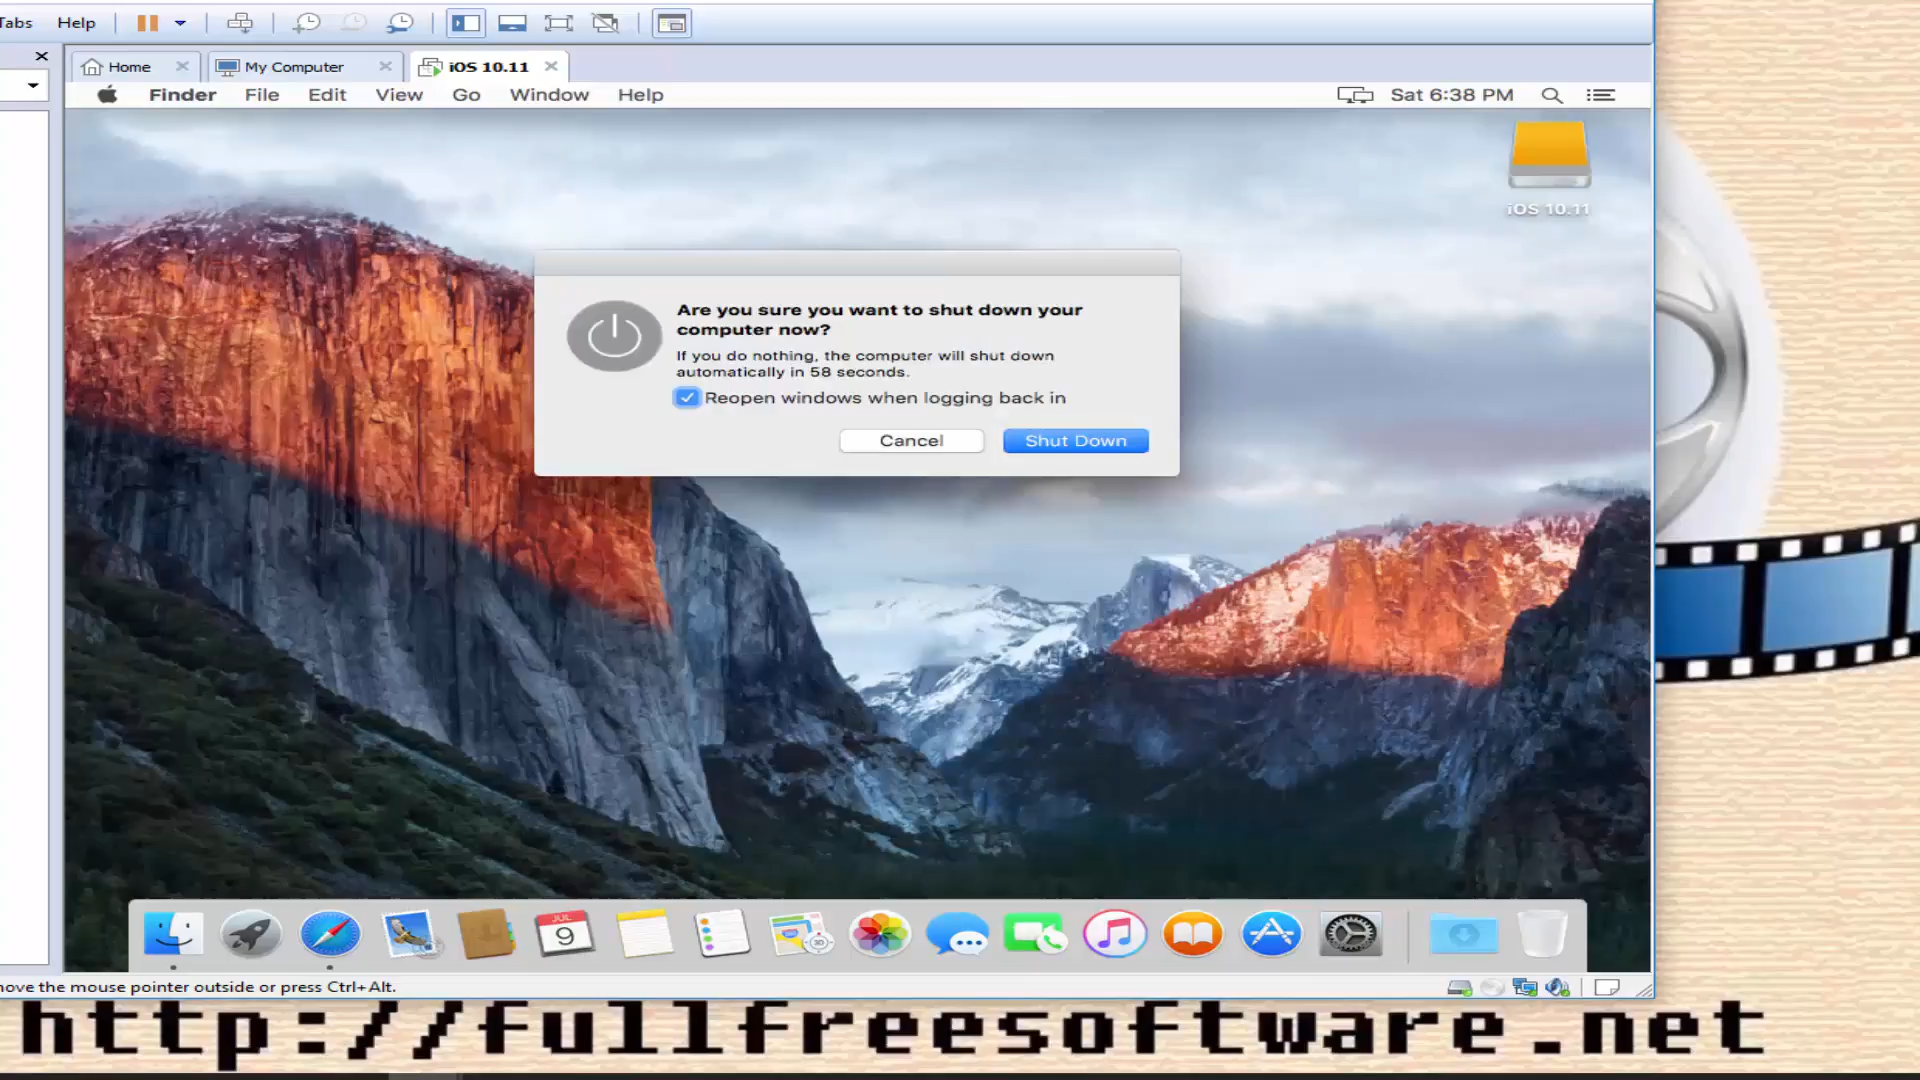 Tabs Help
Home My Computer iOS 10.11
Finder File Edit View Go Window Help Sat 6:38 PM
iOS 10.11
Are you sure you want to shut down your
computer now?
If you do nothing, the computer will shut down
automatically in 58 seconds.
Reopen windows when logging back in
Cancel Shut Down
JUL
9
3D
move the mouse pointer outside or press Ctrl+Alt.
http://fullfreesoftware.net